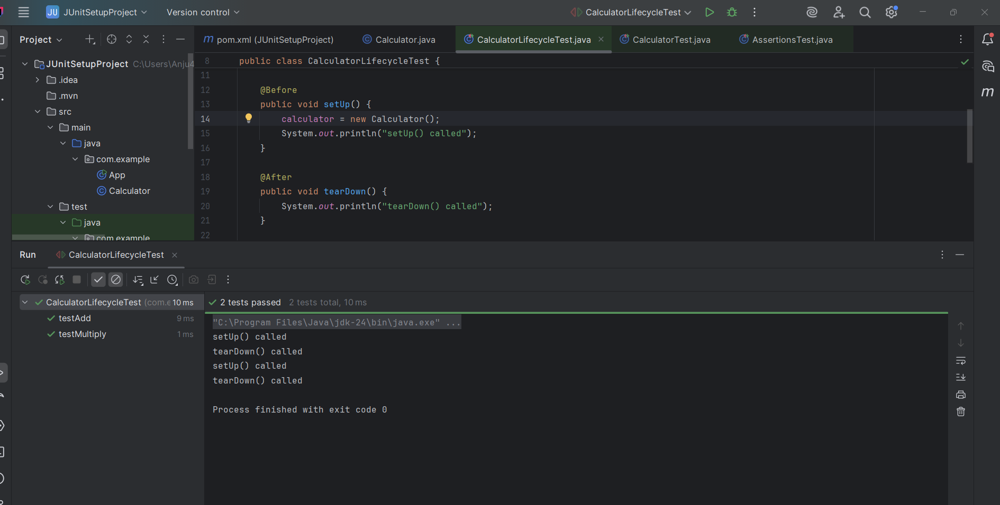 JU JUnitSetupProject Version control CalculatorLifecycleTest
Project
m pom.xml (JUnitSetupProject) Calculator.java CalculatorLifecycleTest.java CalculatorTest.java AssertionsTest.java
JUnitSetupProject C:\Users\Anju4
.idea
.mvn
src
main
java
com.example
App
Calculator
test
java
com.example
8 public class CalculatorLifecycleTest {
11
12 @Before
13 public void setUp() {
14 calculator = new Calculator();
15 System.out.println("setUp() called");
16 }
17
18 @After
19 public void tearDown() {
20 System.out.println("tearDown() called");
21 }
22
m
Run CalculatorLifecycleTest
CalculatorLifecycleTest (com.e 10 ms
testAdd 9 ms
testMultiply 1 ms
2 tests passed 2 tests total, 10 ms
"C:\Program Files\Java\jdk-24\bin\java.exe" ...
setUp() called
tearDown() called
setUp() called
tearDown() called
Process finished with exit code 0